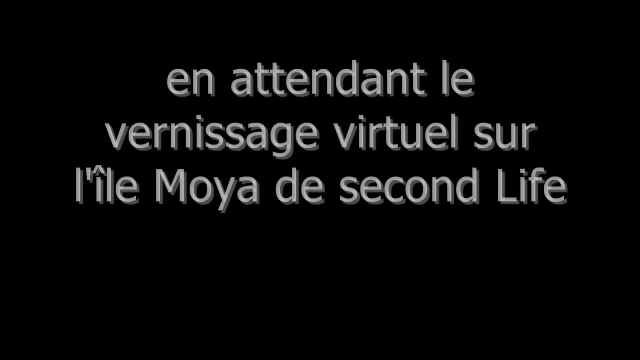 en attendant le
vernissage virtuel sur
l'île Moya de second Life